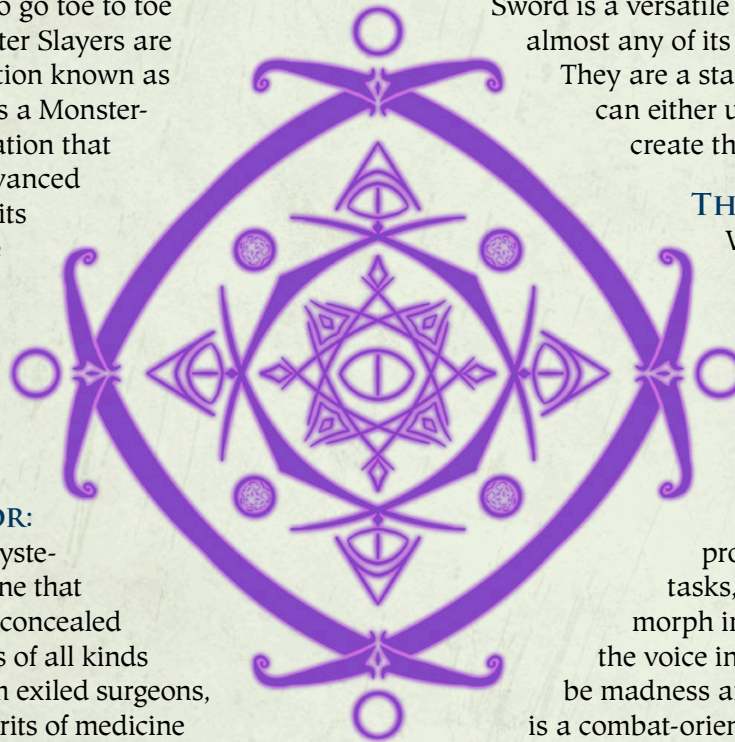 o go toe to toe
ter Slayers are
tion known as
s a Monster-
ation that
vanced
its
OR:
yste-
ne that
concealed
s of all kinds
n exiled surgeons,
rits of medicine
Sword is a versatile
almost any of its
They are a sta
can either u
create th
TH
pro
tasks,
morph in
the voice in
be madness a
is a combat-orien